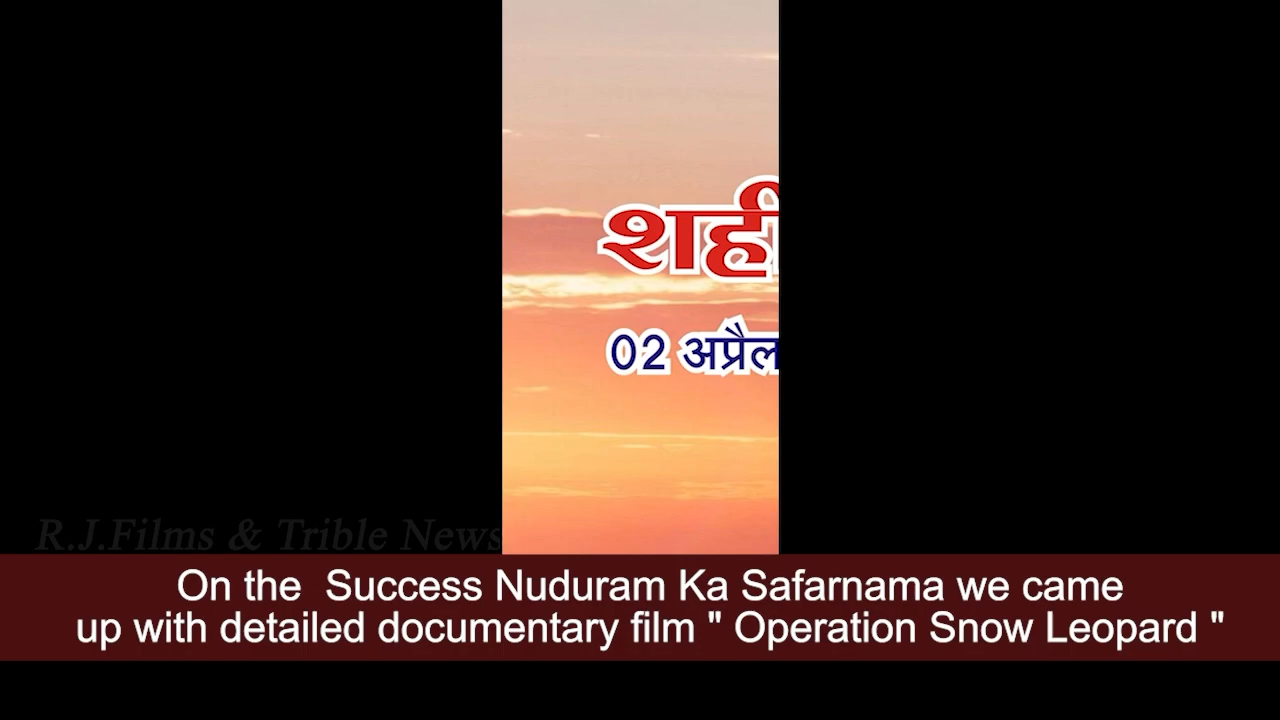 शही
02 अप्रैल
R.J.Films & Trible News
On the  Success Nuduram Ka Safarnama we came
up with detailed documentary film " Operation Snow Leopard "